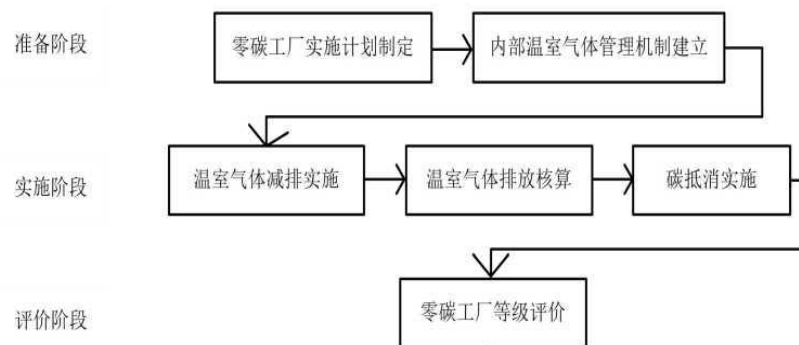 准备阶段
零碳工厂实施计划制定
内部温室气体管理机制建立
实施阶段
温室气体减排实施
温室气体排放核算
碳抵消实施
评价阶段
零碳工厂等级评价